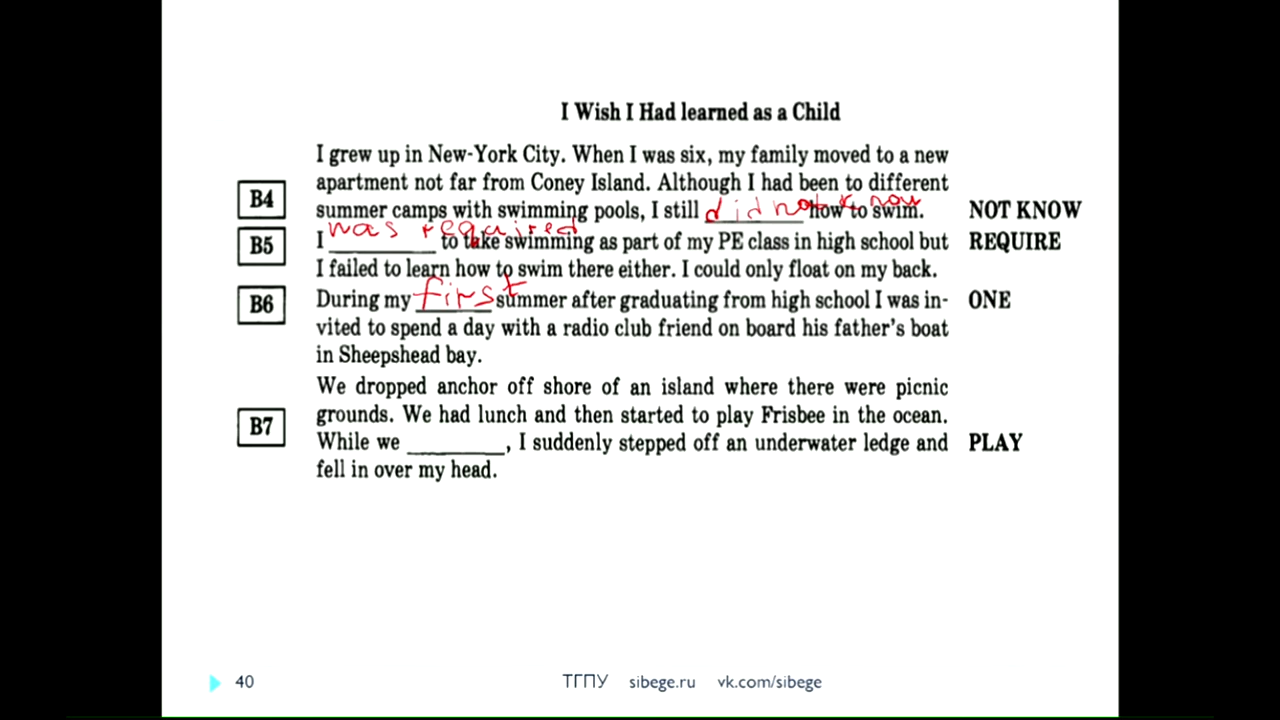 I Wish I Had learned as a Child
I grew up in New-York City. When I was six, my family moved to a new
apartment not far from Coney Island. Although I had been to different
B4 summer camps with swimming pools, I still did not know how to swim. NOT KNOW
B5 I was required to take swimming as part of my PE class in high school but REQUIRE
I failed to learn how to swim there either. I could only float on my back.
B6 During my first summer after graduating from high school I was in- ONE
vited to spend a day with a radio club friend on board his father's boat
in Sheepshead bay.
We dropped anchor off shore of an island where there were picnic
grounds. We had lunch and then started to play Frisbee in the ocean.
B7 While we ________, I suddenly stepped off an underwater ledge and PLAY
fell in over my head.
40 ТГПУ sibege.ru vk.com/sibege